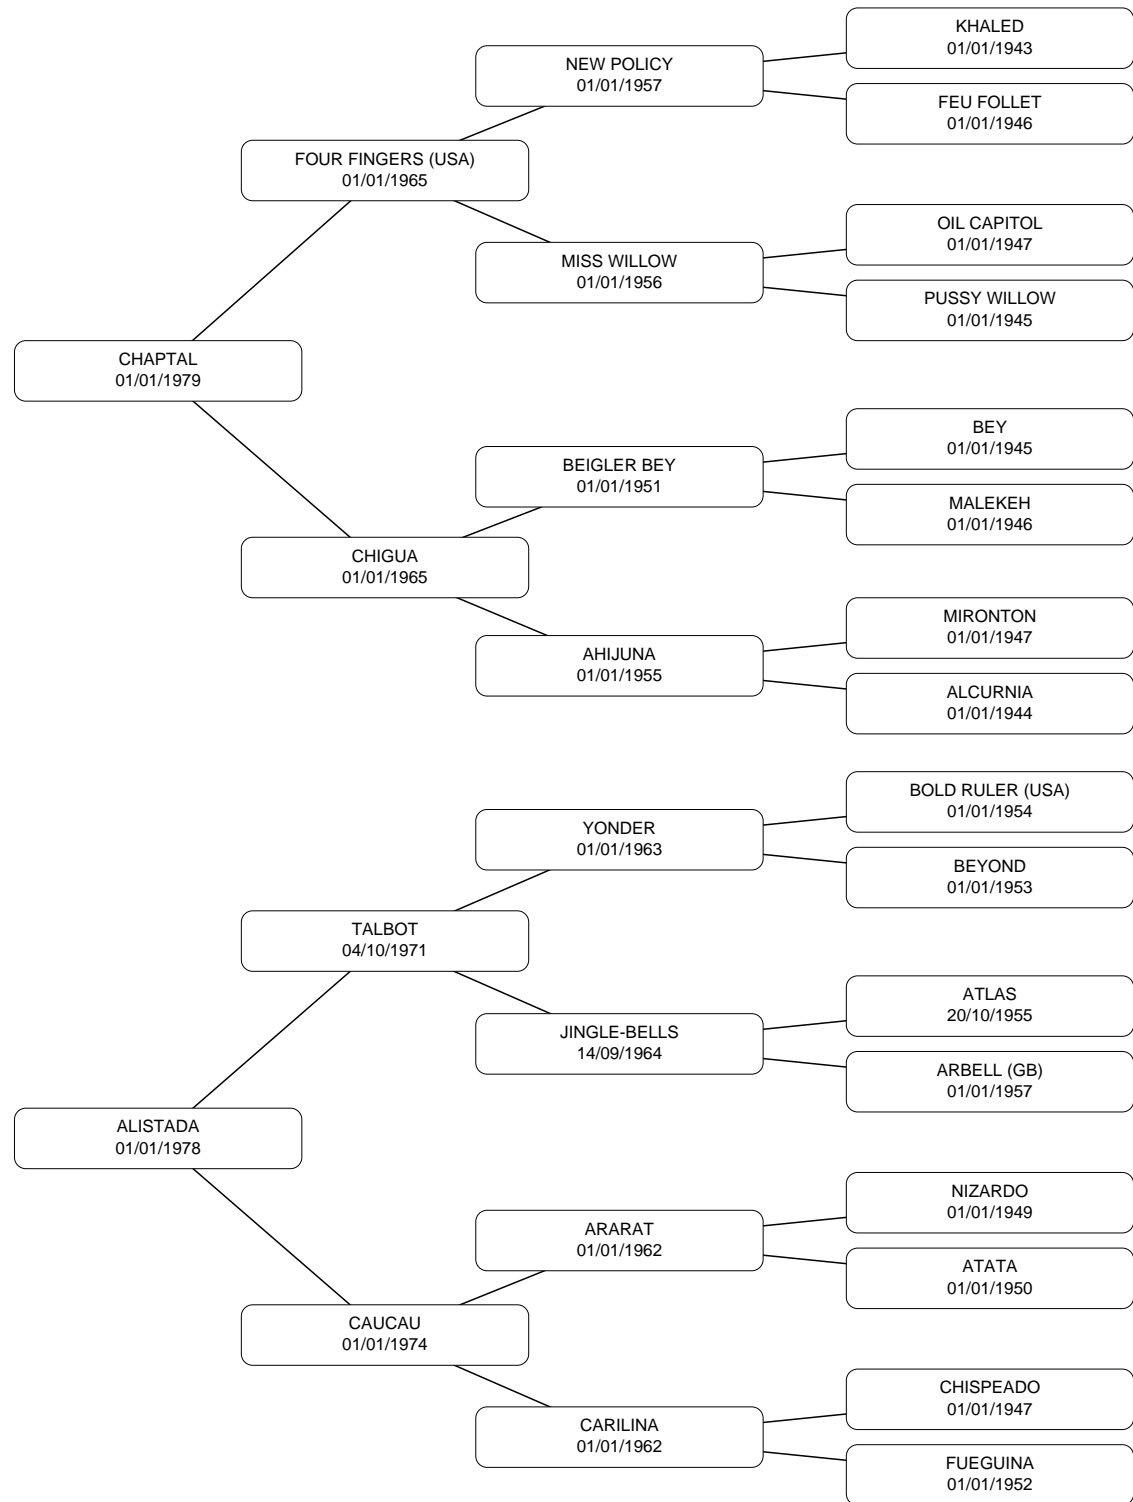 KHALED
01/01/1943
NEW POLICY
01/01/1957
FEU FOLLET
01/01/1946
FOUR FINGERS (USA)
01/01/1965
OIL CAPITOL
01/01/1947
MISS WILLOW
01/01/1956
PUSSY WILLOW
01/01/1945
CHAPTAL
01/01/1979
BEY
01/01/1945
BEIGLER BEY
01/01/1951
MALEKEH
01/01/1946
CHIGUA
01/01/1965
MIRONTON
01/01/1947
AHIJUNA
01/01/1955
ALCURNIA
01/01/1944
BOLD RULER (USA)
01/01/1954
YONDER
01/01/1963
BEYOND
01/01/1953
TALBOT
04/10/1971
ATLAS
20/10/1955
JINGLE-BELLS
14/09/1964
ARBELL (GB)
01/01/1957
ALISTADA
01/01/1978
NIZARDO
01/01/1949
ARARAT
01/01/1962
ATATA
01/01/1950
CAUCAU
01/01/1974
CHISPEADO
01/01/1947
CARILINA
01/01/1962
FUEGUINA
01/01/1952